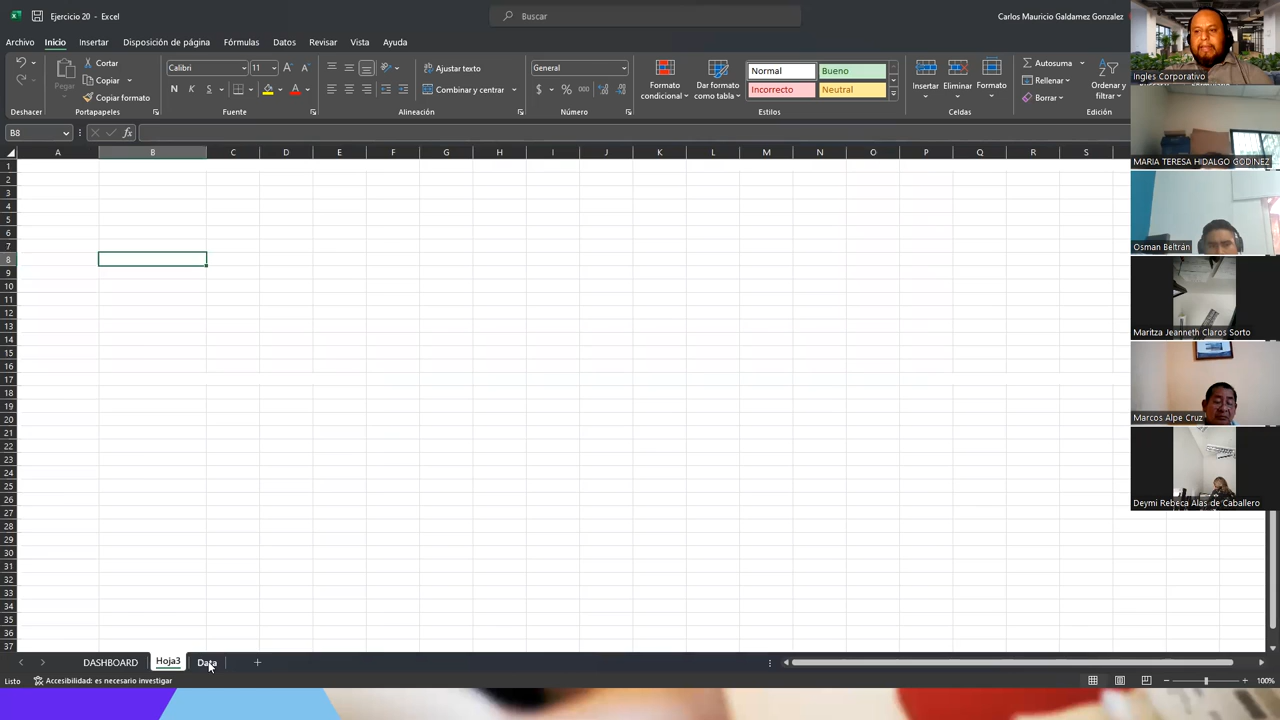 Ejercicio 20 - Excel
Buscar
Carlos Mauricio Galdamez Gonzalez
Archivo Inicio Insertar Disposición de página Fórmulas Datos Revisar Vista Ayuda
Pegar
Cortar
Copiar
Copiar formato
Calibri 11
N K S
Ajustar
General
$ % 000
Formato condicional
Dar formato como tabla
Normal Bueno
Incorrecto Neutral
Insertar Eliminar Formato
Autosuma
Rellenar
Borrar
Ordenar y filtrar
Deshacer Portapapeles Fuente Alineación Número Estilos Celdas Edición
B8 fx
A B C D E F G H I J K L M N O P Q R S
1
2
3
4
5
6
7
8
9
10
11
12
13
14
15
16
17
18
19
20
21
22
23
24
25
26
27
28
29
30
31
32
33
34
35
36
37
Ingles Corporativo
MARIA TERESA HIDALGO GODINEZ
Osman Beltrán
Maritza Jeanneth Claros Sorto
Marcos Alpe Cruz
Deymi Rebeca Alas de Caballero
DASHBOARD Hoja3 Data
Listo Accesibilidad: es necesario investigar 100%